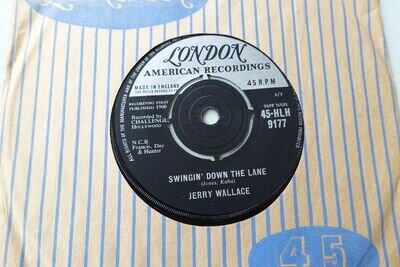 LONDON
AMERICAN RECORDINGS
MADE IN ENGLAND
45 R.P.M
RECORDING FIRST
PUBLISHED 1960
Recorded by
CHALLENGE,
HOLLYWOOD
45-HLH
9177
N.C.B.
Franco, Day
& Hunter
SWINGIN' DOWN THE LANE
(Jones, Kahn)
JERRY WALLACE
45